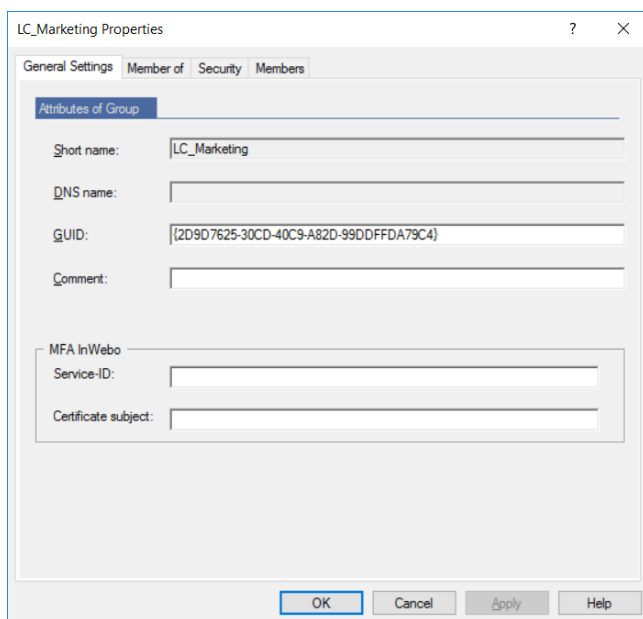 LC_Marketing Properties
?
General Settings Member of Security Members
Attributes of Group
Short name: LC_Marketing
DNS name:
GUID: {2D9D7625-30CD-40C9-A82D-99DDFFDA79C4}
Comment:
MFA InWebo
Service-ID:
Certificate subject:
OK Cancel Apply Help